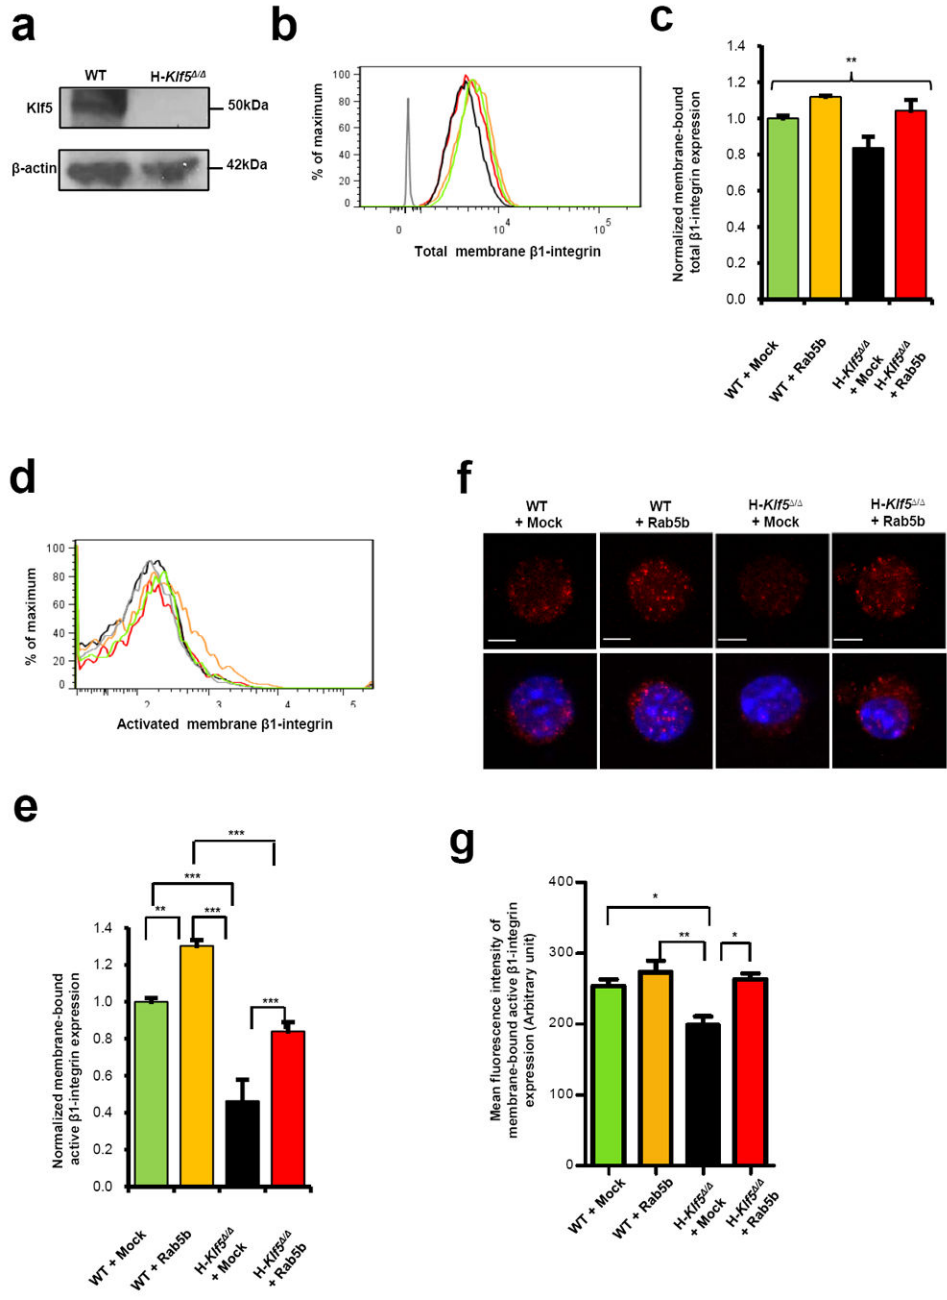 a
WT H-Klf5Δ/Δ
Klf5
50kDa
β-actin
42kDa
b
% of maximum
100
80
60
40
20
0
0 10⁴ 10⁵
Total membrane β1-integrin
c
Normalized membrane-bound
total β1-integrin expression
1.4
1.2
1.0
0.8
0.6
0.4
0.2
0.0
**
WT + Mock
WT + Rab5b
H-Klf5Δ/Δ
+ Mock
H-Klf5Δ/Δ
+ Rab5b
d
% of maximum
100
80
60
40
20
0
2 3 4 5
Activated membrane β1-integrin
f
WT
+ Mock
WT
+ Rab5b
H-Klf5Δ/Δ
+ Mock
H-Klf5Δ/Δ
+ Rab5b
e
Normalized membrane-bound
active β1-integrin expression
1.4
1.2
1.0
0.8
0.6
0.4
0.2
0.0
***
***
** ***
***
WT + Mock
WT + Rab5b
H-Klf5Δ/Δ
+ Mock
H-Klf5Δ/Δ
+ Rab5b
g
Mean fluorescence intensity of
membrane-bound active β1-integrin
expression (Arbitrary unit)
400
300
200
100
0
*
** *
WT + Mock
WT + Rab5b
H-Klf5Δ/Δ
+ Mock
H-Klf5Δ/Δ
+ Rab5b